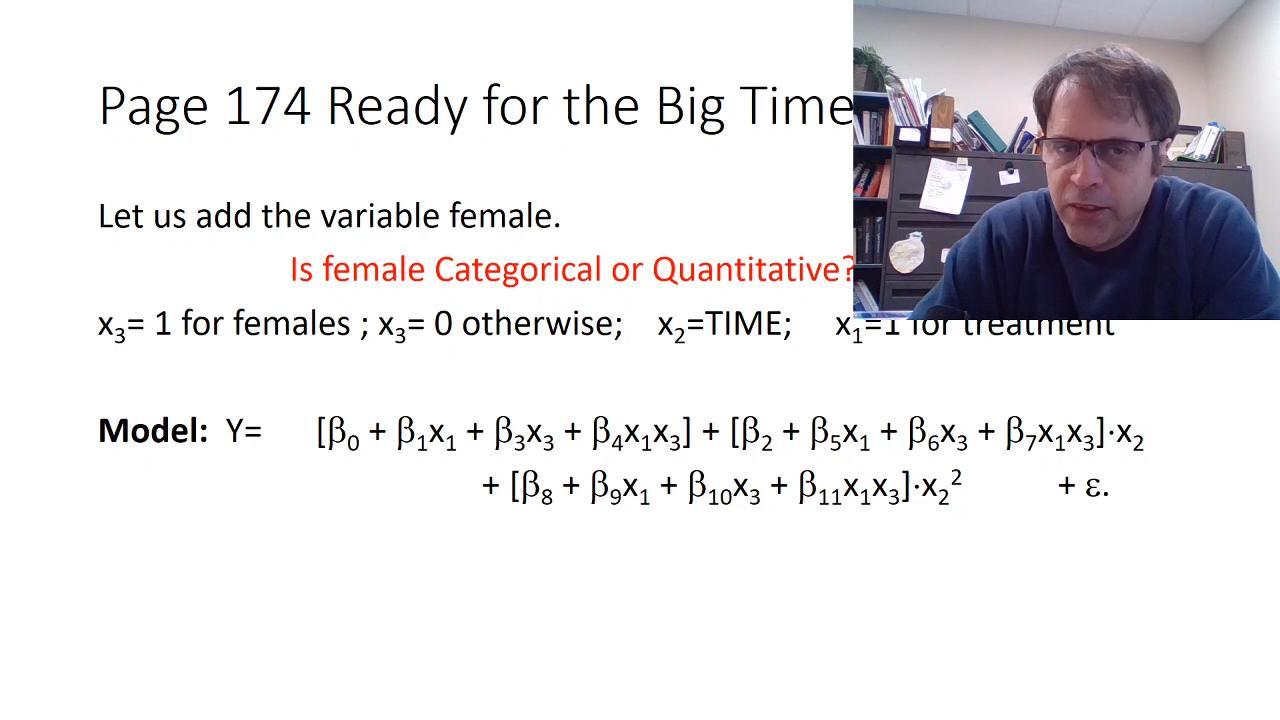 Page 174 Ready for the Big Time
Let us add the variable female.
Is female Categorical or Quantitative?
x₃= 1 for females ; x₃= 0 otherwise; x₂=TIME; x₁=1 for treatment
Model: Y= [β₀ + β₁x₁ + β₃x₃ + β₄x₁x₃] + [β₂ + β₅x₁ + β₆x₃ + β₇x₁x₃]·x₂
+ [β₈ + β₉x₁ + β₁₀x₃ + β₁₁x₁x₃]·x₂² + ε.